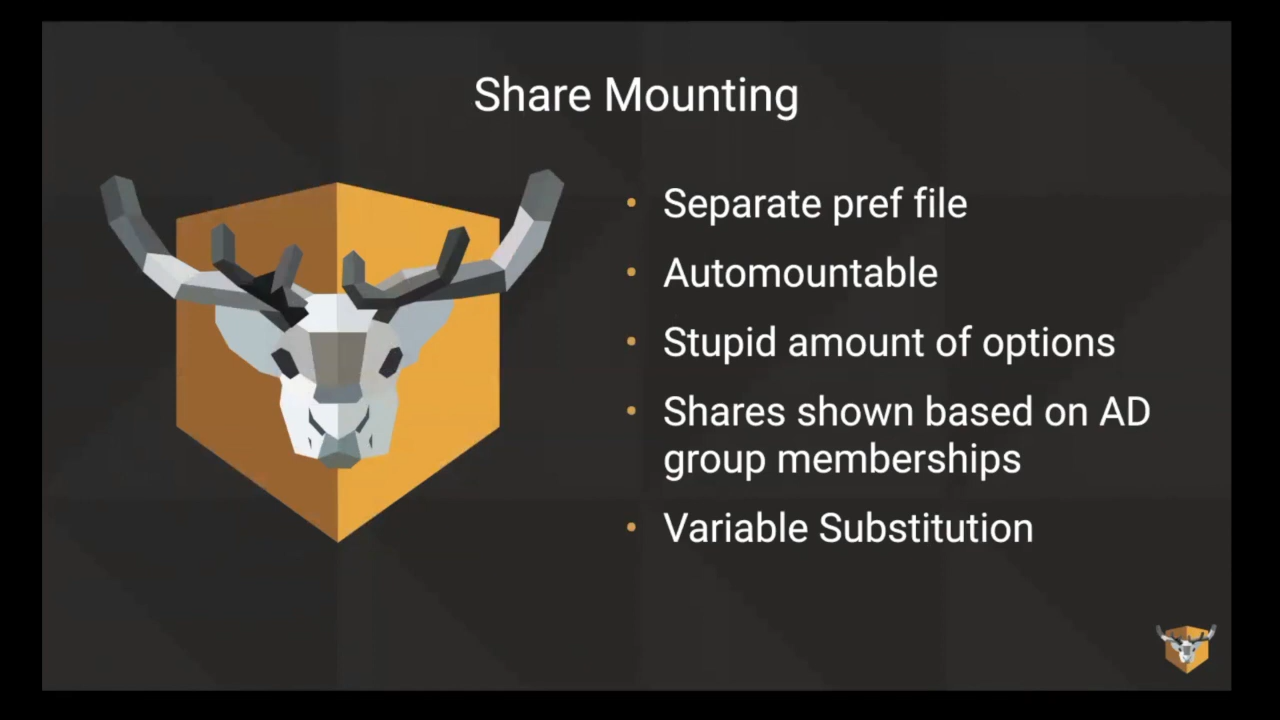 Share Mounting
• Separate pref file
• Automountable
• Stupid amount of options
• Shares shown based on AD
group memberships
• Variable Substitution